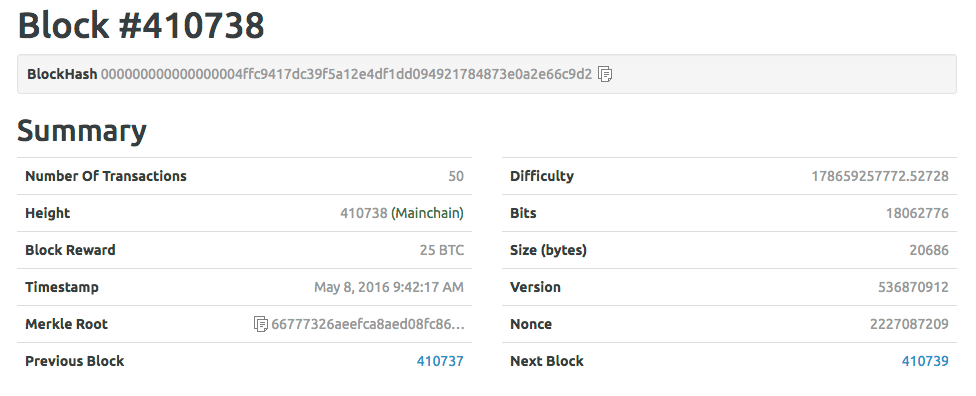 Block #410738
BlockHash 000000000000000004ffc9417dc39f5a12e4df1dd094921784873e0a2e66c9d2
Summary
Number Of Transactions 50
Height 410738 (Mainchain)
Block Reward 25 BTC
Timestamp May 8, 2016 9:42:17 AM
Merkle Root 66777326aeefca8aed08fc86...
Previous Block 410737
Difficulty 178659257772.52728
Bits 18062776
Size (bytes) 20686
Version 536870912
Nonce 2227087209
Next Block 410739